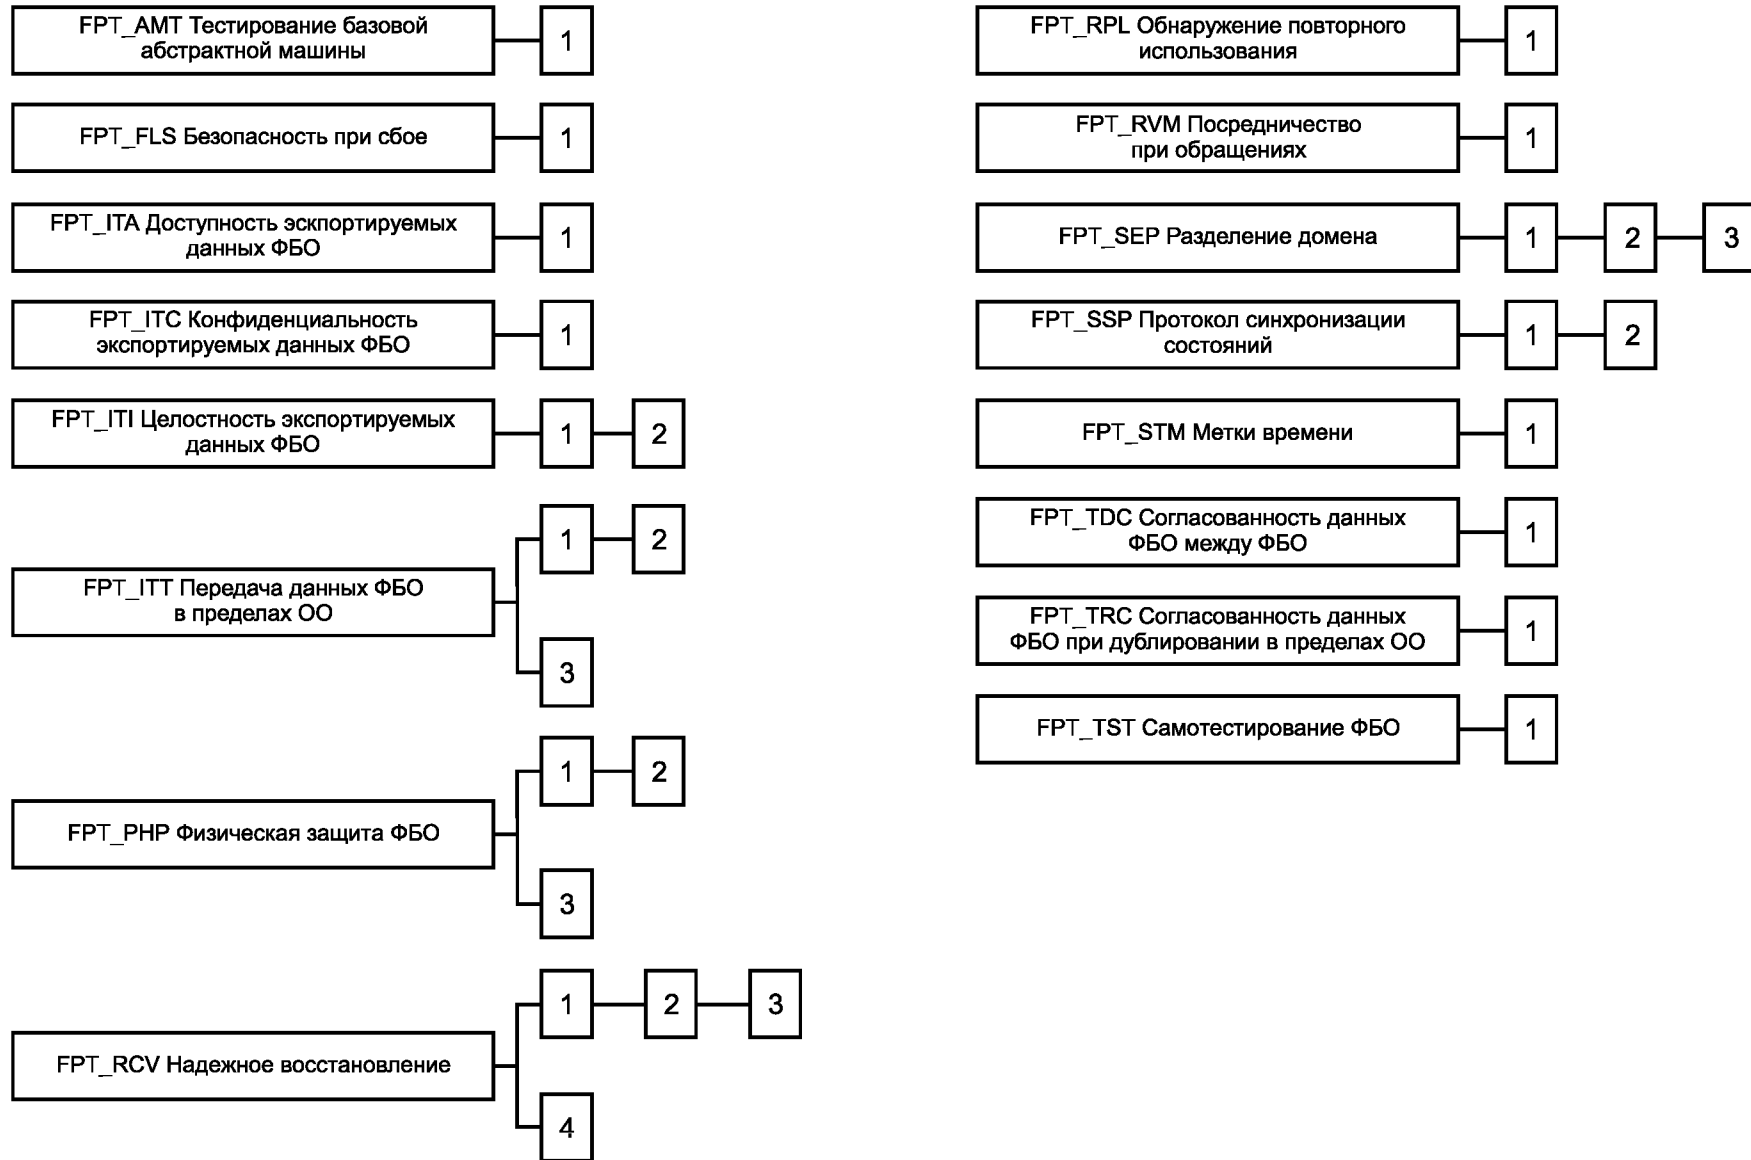 FPT_AMT Тестирование базовой
абстрактной машины
1
FPT_FLS Безопасность при сбое
1
FPT_ITA Доступность эскпортируемых
данных ФБО
1
FPT_ITC Конфиденциальность
экспортируемых данных ФБО
1
FPT_ITI Целостность экспортируемых
данных ФБО
1 2
1 2
FPT_ITT Передача данных ФБО
в пределах ОО
3
1 2
FPT_PHP Физическая защита ФБО
3
1 2 3
FPT_RCV Надежное восстановление
4
FPT_RPL Обнаружение повторного
использования
1
FPT_RVM Посредничество
при обращениях
1
FPT_SEP Разделение домена
1 2 3
FPT_SSP Протокол синхронизации
состояний
1 2
FPT_STM Метки времени
1
FPT_TDC Согласованность данных
ФБО между ФБО
1
FPT_TRC Согласованность данных
ФБО при дублировании в пределах ОО
1
FPT_TST Самотестирование ФБО
1